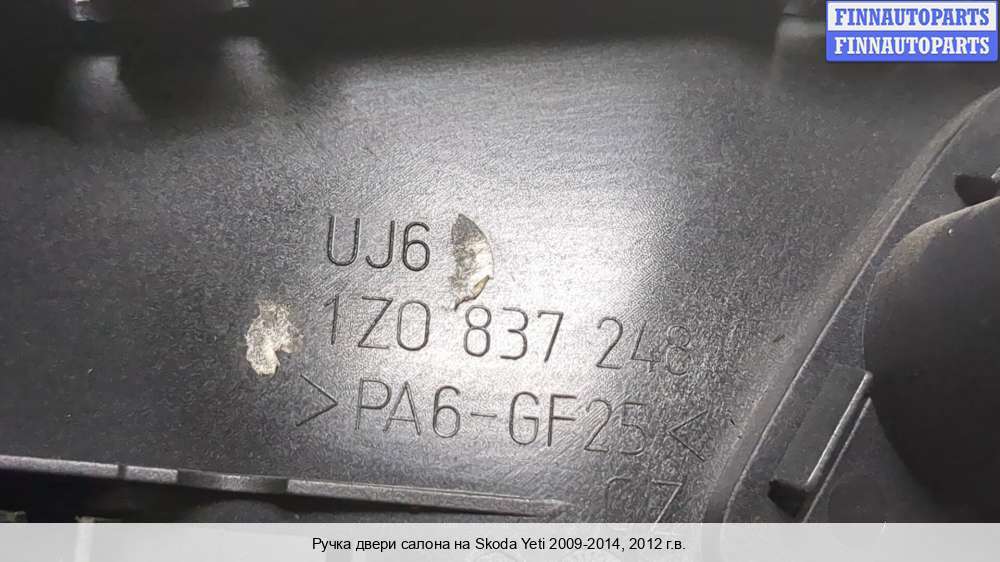 FINNAUTOPARTS
FINNAUTOPARTS
UJ6
1Z0 837 248
>PA6-GF25<
Ручка двери салона на Skoda Yeti 2009-2014, 2012 г.в.